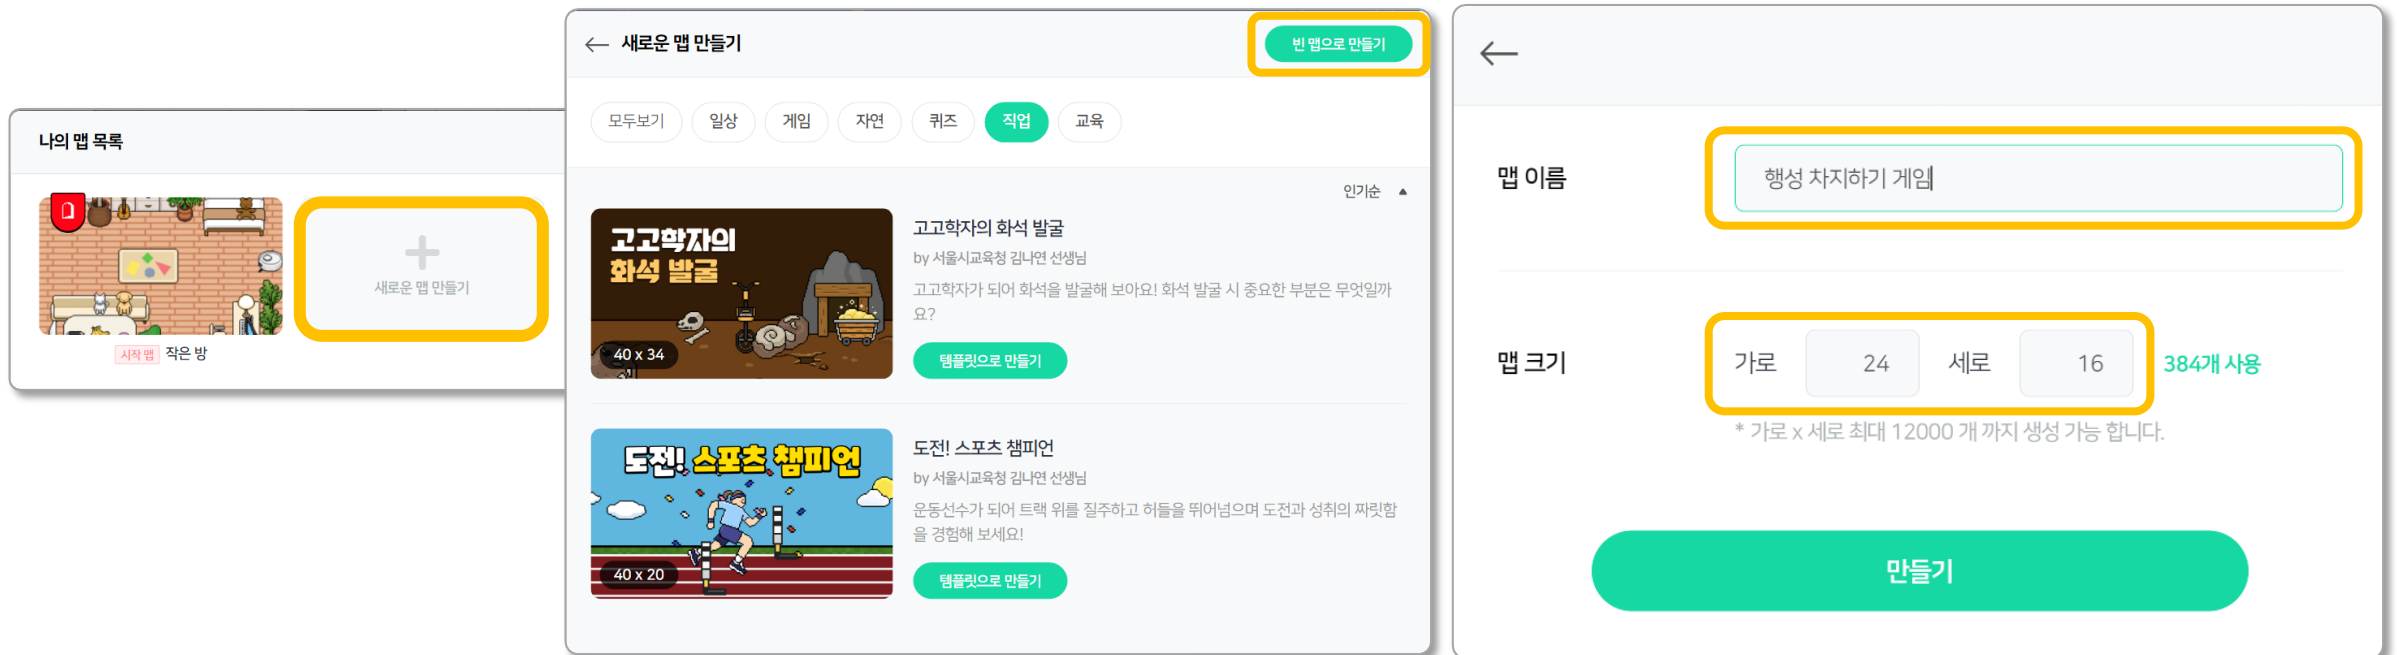 나의 맵 목록
새로운 맵 만들기
시작 맵 작은 방
새로운 맵 만들기
빈 맵으로 만들기
모두보기 일상 게임 자연 퀴즈 직업 교육
인기순 ▲
고고학자의
화석 발굴
40 x 34
고고학자의 화석 발굴
by 서울시교육청 김나연 선생님
고고학자가 되어 화석을 발굴해 보아요! 화석 발굴 시 중요한 부분은 무엇일까
요?
템플릿으로 만들기
도전! 스포츠 챔피언
40 x 20
도전! 스포츠 챔피언
by 서울시교육청 김나연 선생님
운동선수가 되어 트랙 위를 질주하고 허들을 뛰어넘으며 도전과 성취의 짜릿함
을 경험해 보세요!
템플릿으로 만들기
맵 이름
행성 차지하기 게임
맵 크기
가로 24 세로 16 384개 사용
* 가로 x 세로 최대 12000 개 까지 생성 가능 합니다.
만들기